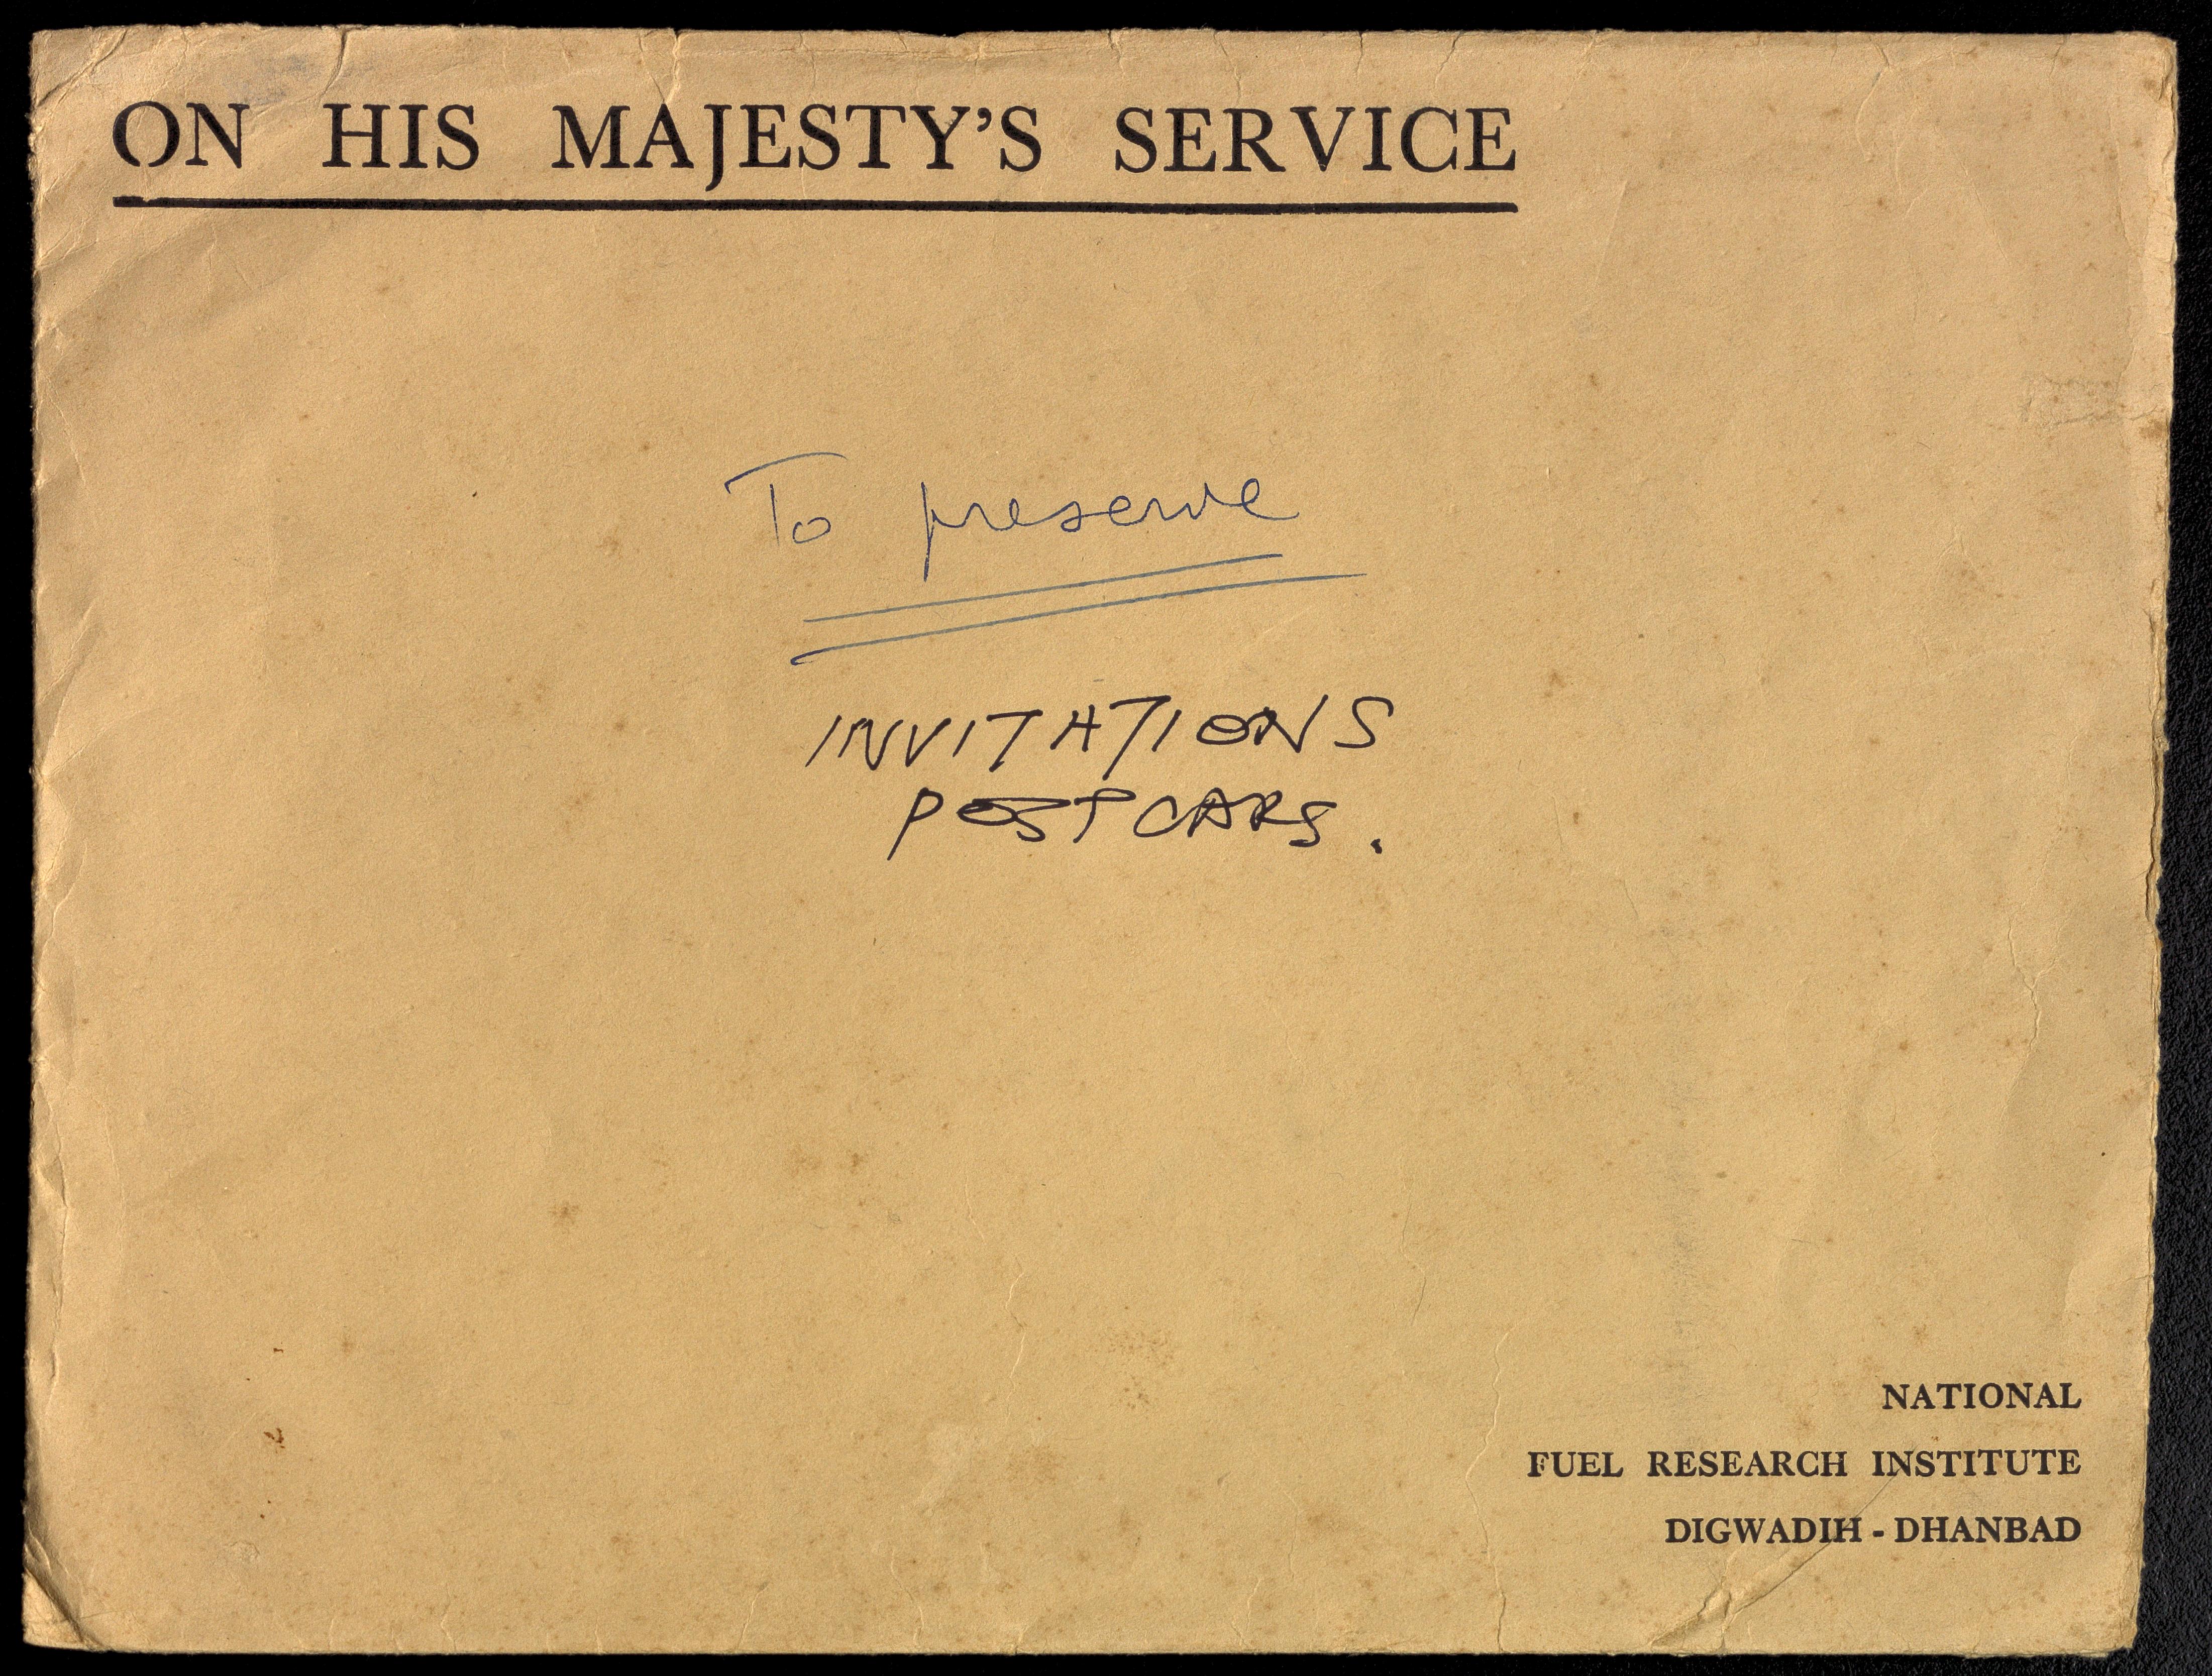 ON HIS MAJESTY'S SERVICE
To preserve
INVITATIONS
POSTCARS.
NATIONAL
FUEL RESEARCH INSTITUTE
DIGWADIH - DHANBAD